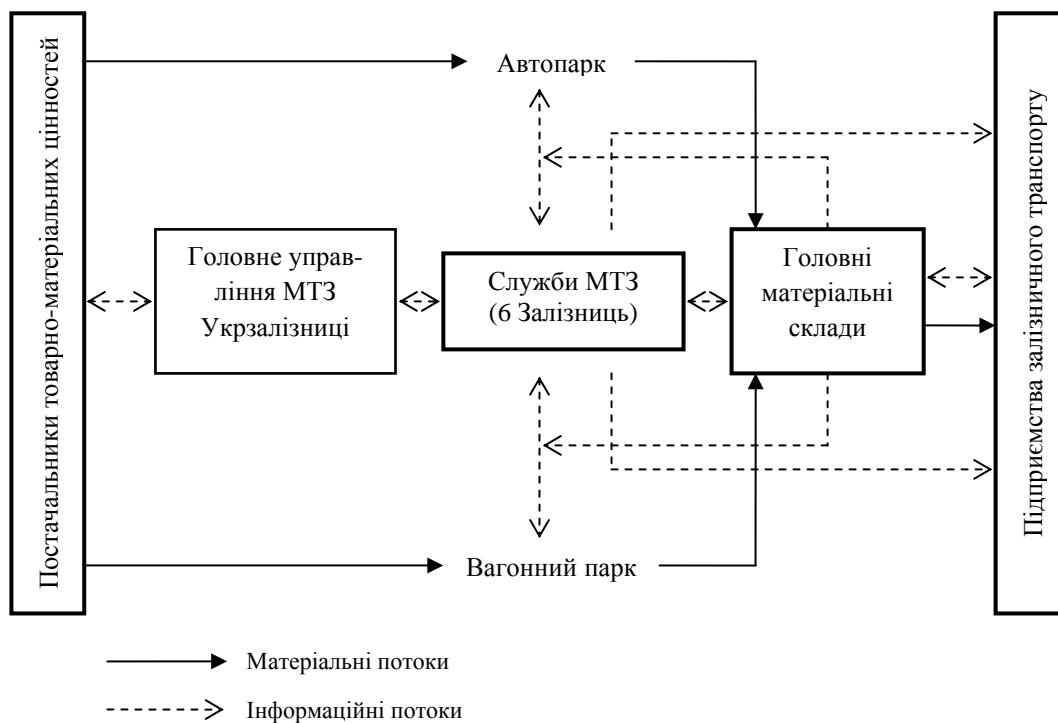 Постачальники товарно-матеріальних цінностей
Автопарк
Головне управ-
ління МТЗ
Укрзалізниці
Служби МТЗ
(6 Залізниць)
Головні
матеріальні
склади
Вагонний парк
Підприємства залізничного транспорту
Матеріальні потоки
Інформаційні потоки